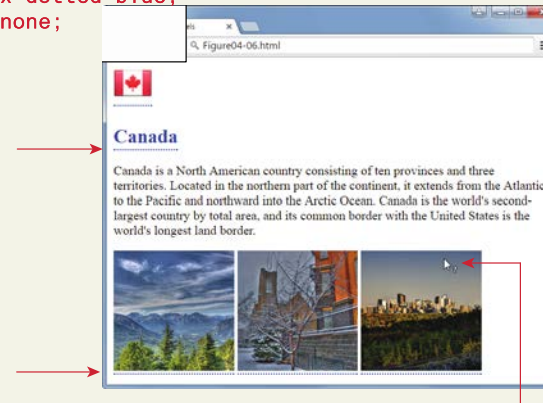 x dotted blue;
none;
Figure04-06.html
Canada
Canada is a North American country consisting of ten provinces and three
territories. Located in the northern part of the continent, it extends from the Atlantic
to the Pacific and northward into the Arctic Ocean. Canada is the world's second-
largest country by total area, and its common border with the United States is the
world's longest land border.